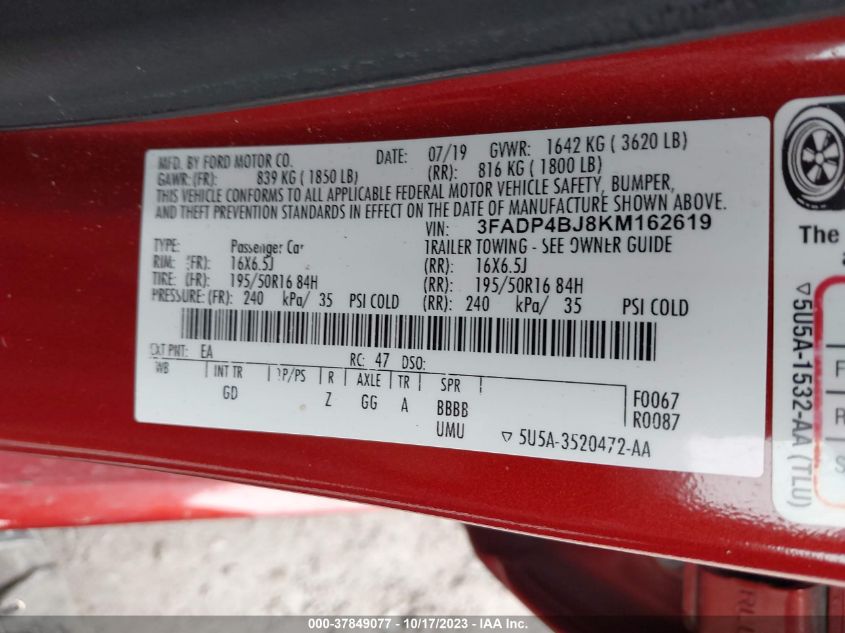 MFD. BY FORD MOTOR CO. DATE: 07/19 GVWR: 1642 KG ( 3620 LB)
GAWR:(FR): 839 KG ( 1850 LB) (RR): 816 KG ( 1800 LB)
THIS VEHICLE CONFORMS TO ALL APPLICABLE FEDERAL MOTOR VEHICLE SAFETY, BUMPER,
AND THEFT PREVENTION STANDARDS IN EFFECT ON THE DATE OF MANUFACTURE SHOWN ABOVE.
VIN: 3FADP4BJ8KM162619
TYPE: Passenger Car TRAILER TOWING - SEE OWNER GUIDE
RIM: (FR): 16X6.5J (RR): 16X6.5J
TIRE: (FR): 195/50R16 84H (RR): 195/50R16 84H
PRESSURE: (FR): 240 kPa/ 35 PSI COLD (RR): 240 kPa/ 35 PSI COLD
EXT PNT: EA RC: 47 DSO:
WB INT TR TP/PS R AXLE TR SPR
GD Z GG A BBBB
UMU
F0067
R0087
▽ 5U5A-3520472-AA
The
▽5U5A-1532-AA (TLU)
F
R
S
000-37849077 - 10/17/2023 - IAA Inc.